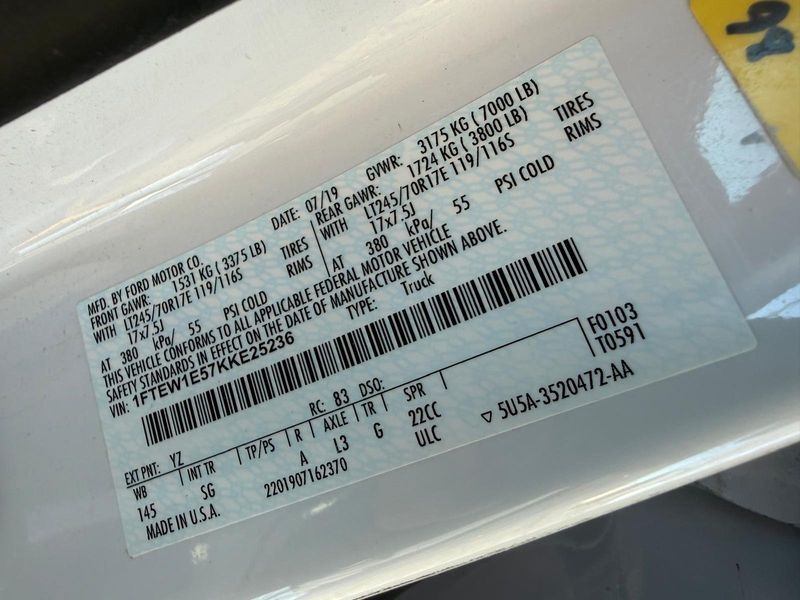 MFD. BY FORD MOTOR CO.
DATE: 07/19 GVWR: 3175 KG ( 7000 LB)
FRONT GAWR: 1531 KG ( 3375 LB) REAR GAWR: 1724 KG ( 3800 LB)
WITH LT245/70R17E 119/116S TIRES WITH LT245/70R17E 119/116S TIRES
17x7.5J RIMS 17x7.5J RIMS
AT 380 kPa/ 55 PSI COLD AT 380 kPa/ 55 PSI COLD
THIS VEHICLE CONFORMS TO ALL APPLICABLE FEDERAL MOTOR VEHICLE
SAFETY STANDARDS IN EFFECT ON THE DATE OF MANUFACTURE SHOWN ABOVE.
VIN: 1FTEW1E57KKE25236 TYPE: Truck
F0103
T0591
EXT PNT: YZ RC: 83 DSO:
WB INT TR TP/PS R AXLE TR SPR
145 SG A L3 G 22CC
ULC
▽ 5U5A-3520472-AA
MADE IN U.S.A. 2201907162370